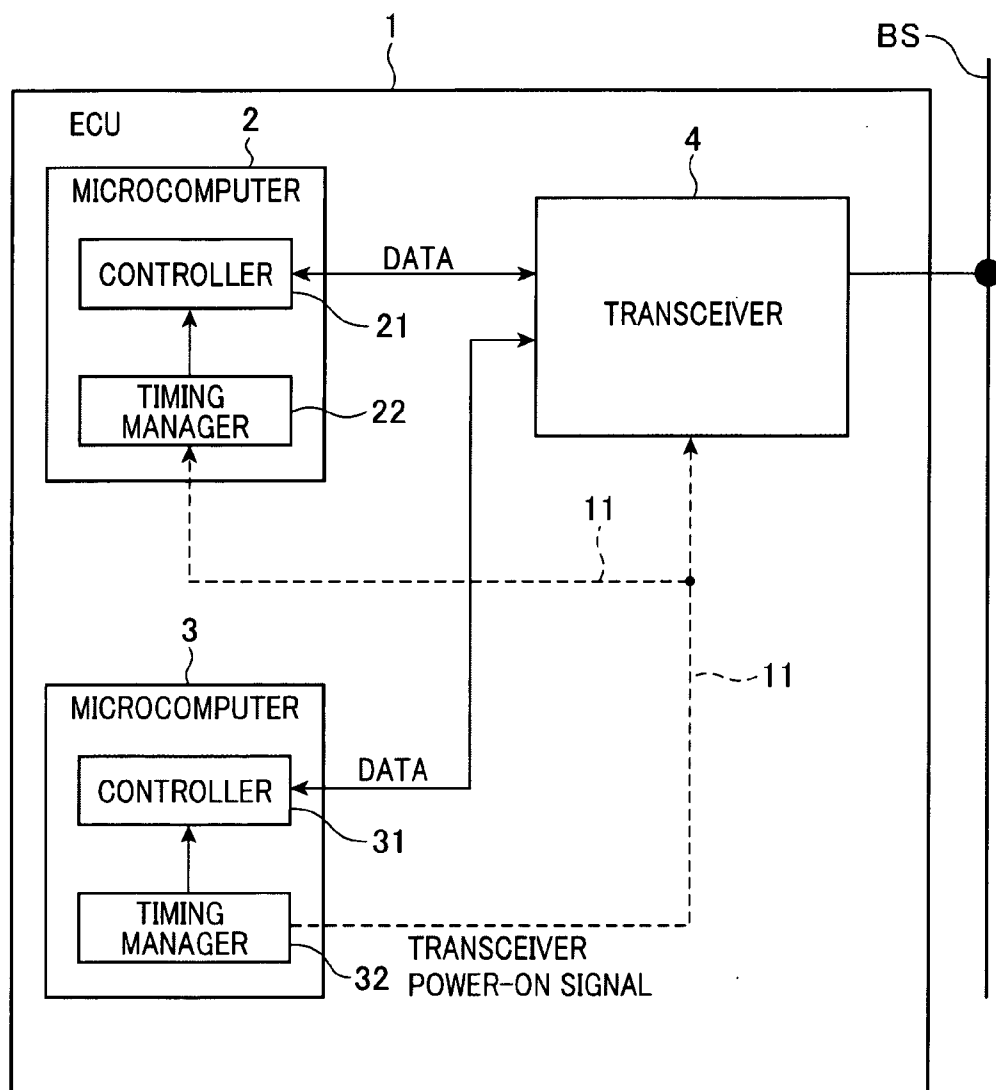 1
BS
ECU
2
MICROCOMPUTER
CONTROLLER
21
TIMING
MANAGER
22
DATA
4
TRANSCEIVER
11
11
3
MICROCOMPUTER
CONTROLLER
31
DATA
TIMING
MANAGER
32
TRANSCEIVER
POWER-ON SIGNAL